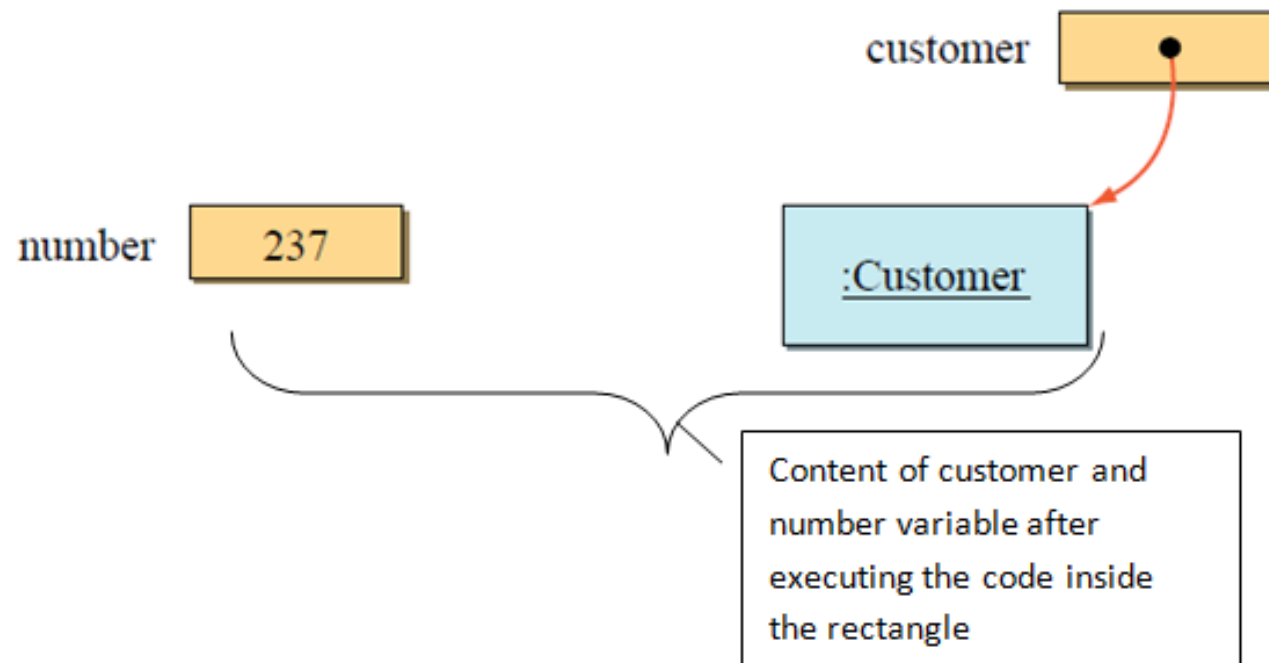 customer
number 237
:Customer
Content of customer and
number variable after
executing the code inside
the rectangle